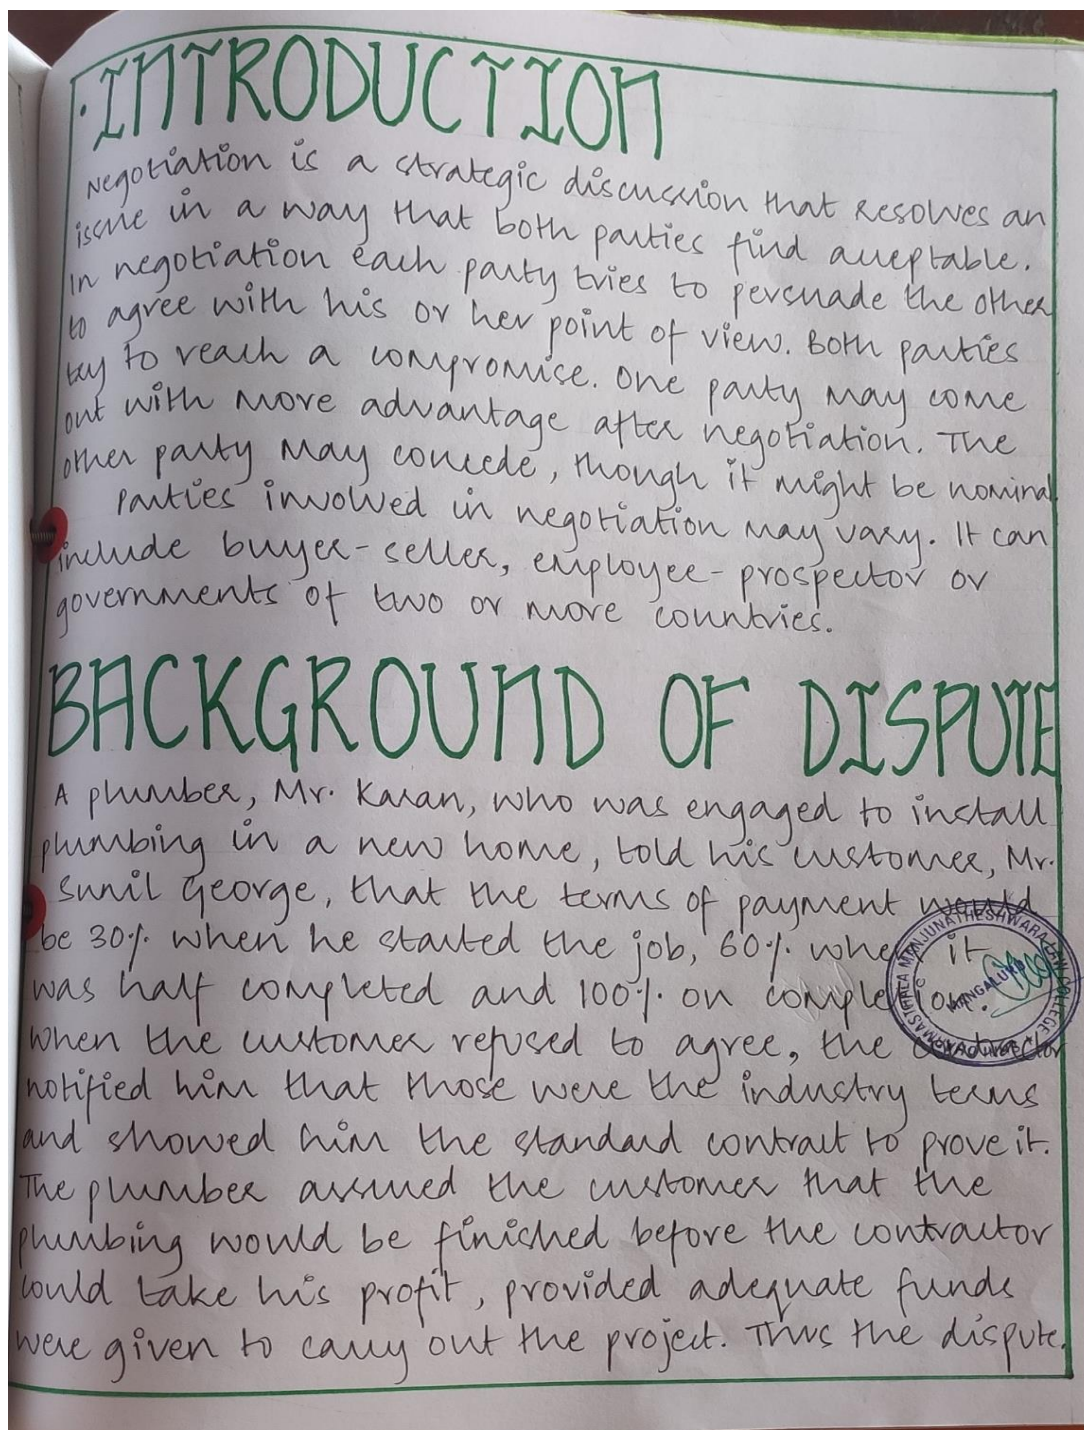 INTRODUCTION
Negotiation is a strategic discussion that resolves an
issue in a way that both parties find acceptable.
In negotiation each party tries to persuade the other
to agree with his or her point of view. Both parties
try to reach a compromise. One party may come
out with more advantage after negotiation. The
other party may concede, though it might be nominal.
Parties involved in negotiation may vary. It can
include buyer-seller, employee-prospector or
governments of two or more countries.
BACKGROUND OF DISPUTE
A plumber, Mr. Karan, who was engaged to install
plumbing in a new home, told his customer, Mr.
Sunil George, that the terms of payment would
be 30% when he started the job, 60% when it
was half completed and 100% on completion.
When the customer refused to agree, the contractor
notified him that those were the industry terms
and showed him the standard contract to prove it.
The plumber assured the customer that the
plumbing would be finished before the contractor
could take his profit, provided adequate funds
were given to carry out the project. Thus the dispute.
MANJUNATHESHWARA LAW COLLEGE
MANGALURU